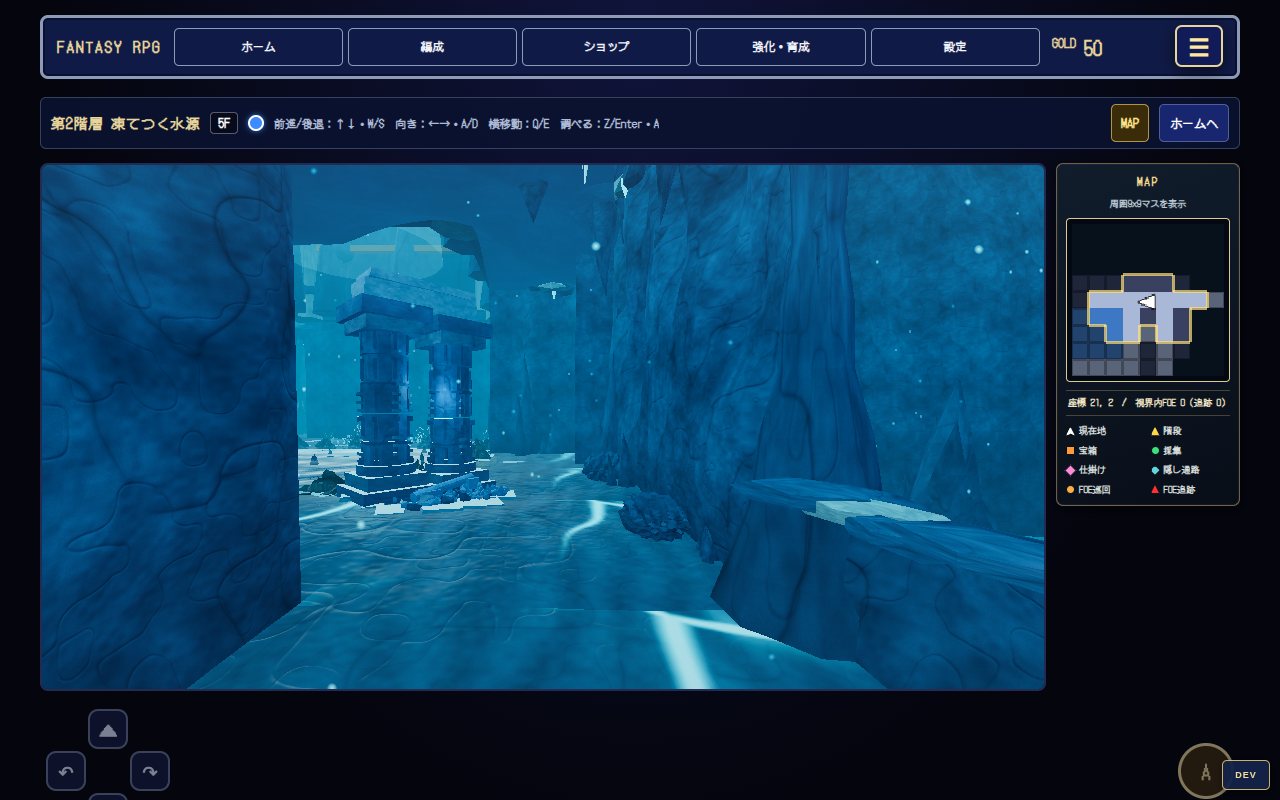 FANTASY RPG
ホーム
編成
ショップ
強化・育成
設定
GOLD 50
第2階層 凍てつく水源
5F
前進/後退：↑↓・W/S 向き：←→・A/D 横移動：Q/E 調べる：Z/Enter・A
MAP
ホームへ
MAP
周囲9x9マスを表示
座標 21, 2 / 視界内FOE 0 (追跡 0)
現在地
階段
宝箱
採集
仕掛け
隠し通路
FOE巡回
FOE追跡
A
DEV